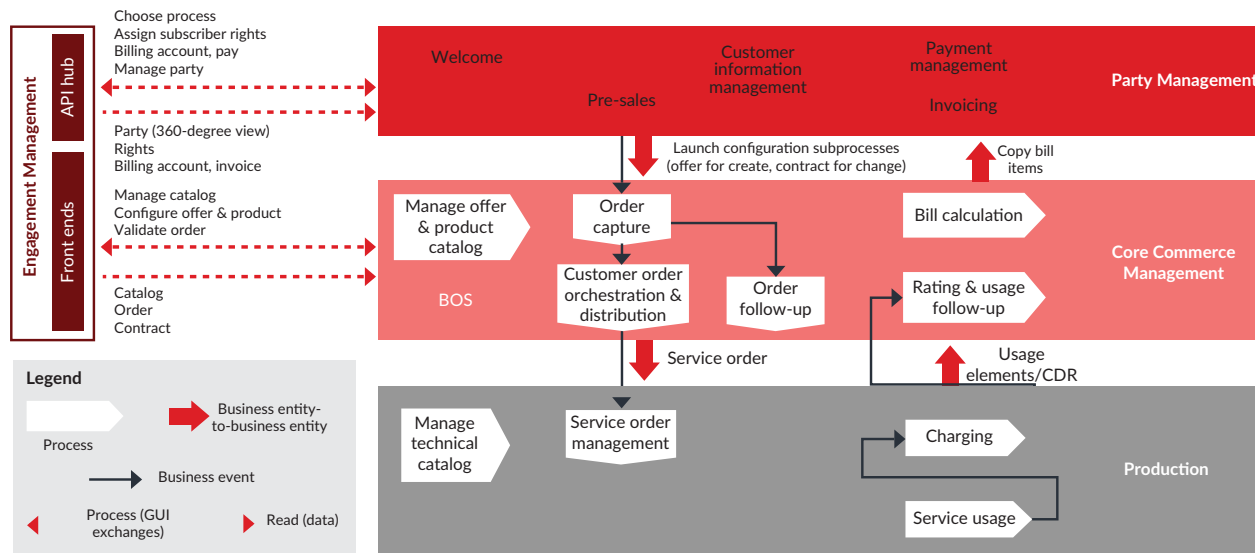 Engagement Management
API hub
Front ends
Choose process
Assign subscriber rights
Billing account, pay
Manage party
Party (360-degree view)
Rights
Billing account, invoice
Manage catalog
Configure offer & product
Validate order
Catalog
Order
Contract
Welcome
Pre-sales
Customer
information
management
Payment
management
Invoicing
Party Management
Launch configuration subprocesses
(offer for create, contract for change)
Copy bill
items
Manage offer
& product
catalog
BOS
Order
capture
Customer order
orchestration &
distribution
Order
follow-up
Bill calculation
Rating & usage
follow-up
Core Commerce
Management
Service order
Usage
elements/CDR
Manage
technical
catalog
Service order
management
Charging
Service usage
Production
Legend
Process
Business entity-
to-business entity
Business event
Process (GUI
exchanges)
Read (data)